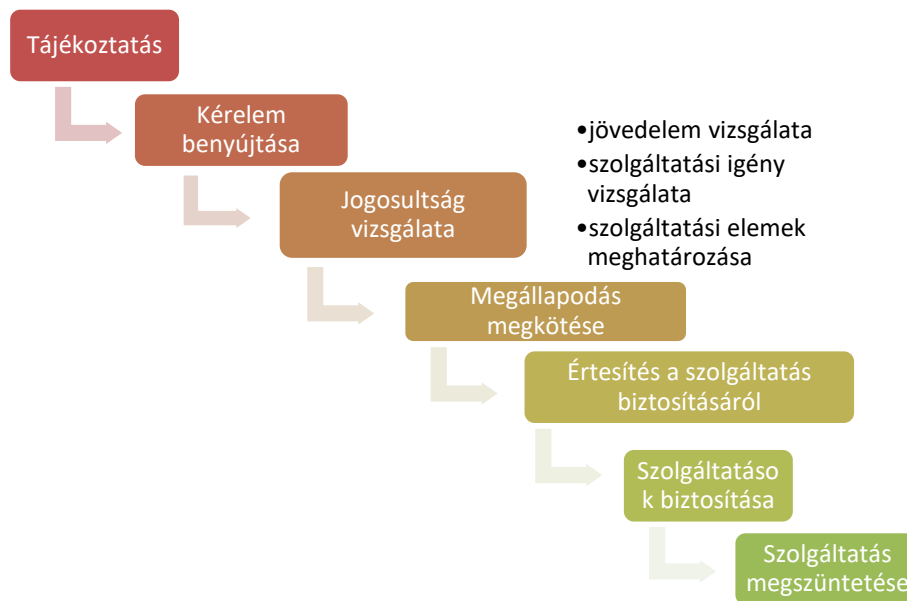 Tájékoztatás
Kérelem
benyújtása
Jogosultság
vizsgálata
•jövedelem vizsgálata
•szolgáltatási igény
vizsgálata
•szolgáltatási elemek
meghatározása
Megállapodás
megkötése
Értesítés a szolgáltatás
biztosításáról
Szolgáltatáso
k biztosítása
Szolgáltatás
megszüntetése